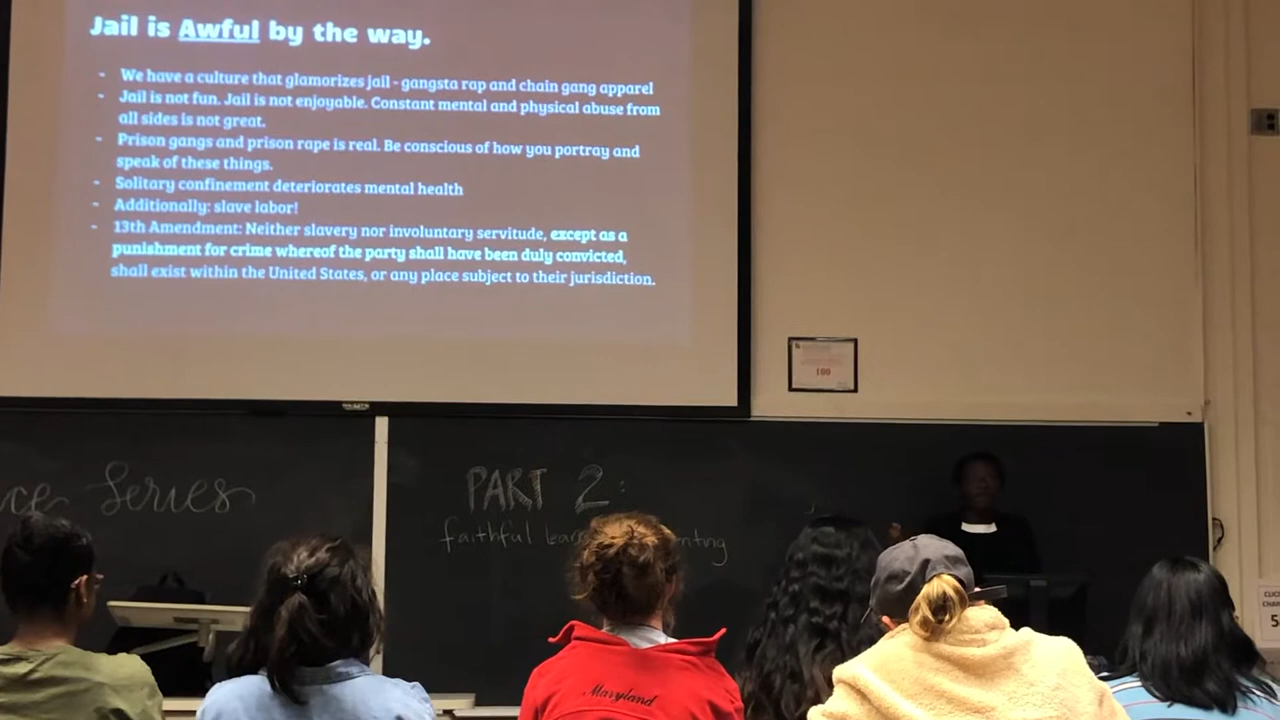 Jail is Awful by the way.
- We have a culture that glamorizes jail - gangsta rap and chain gang apparel
- Jail is not fun. Jail is not enjoyable. Constant mental and physical abuse from
all sides is not great.
- Prison gangs and prison rape is real. Be conscious of how you portray and
speak of these things.
- Solitary confinement deteriorates mental health
- Additionally: slave labor!
- 13th Amendment: Neither slavery nor involuntary servitude, except as a
punishment for crime whereof the party shall have been duly convicted,
shall exist within the United States, or any place subject to their jurisdiction.
100
Series
PART 2:
faithful
Maryland